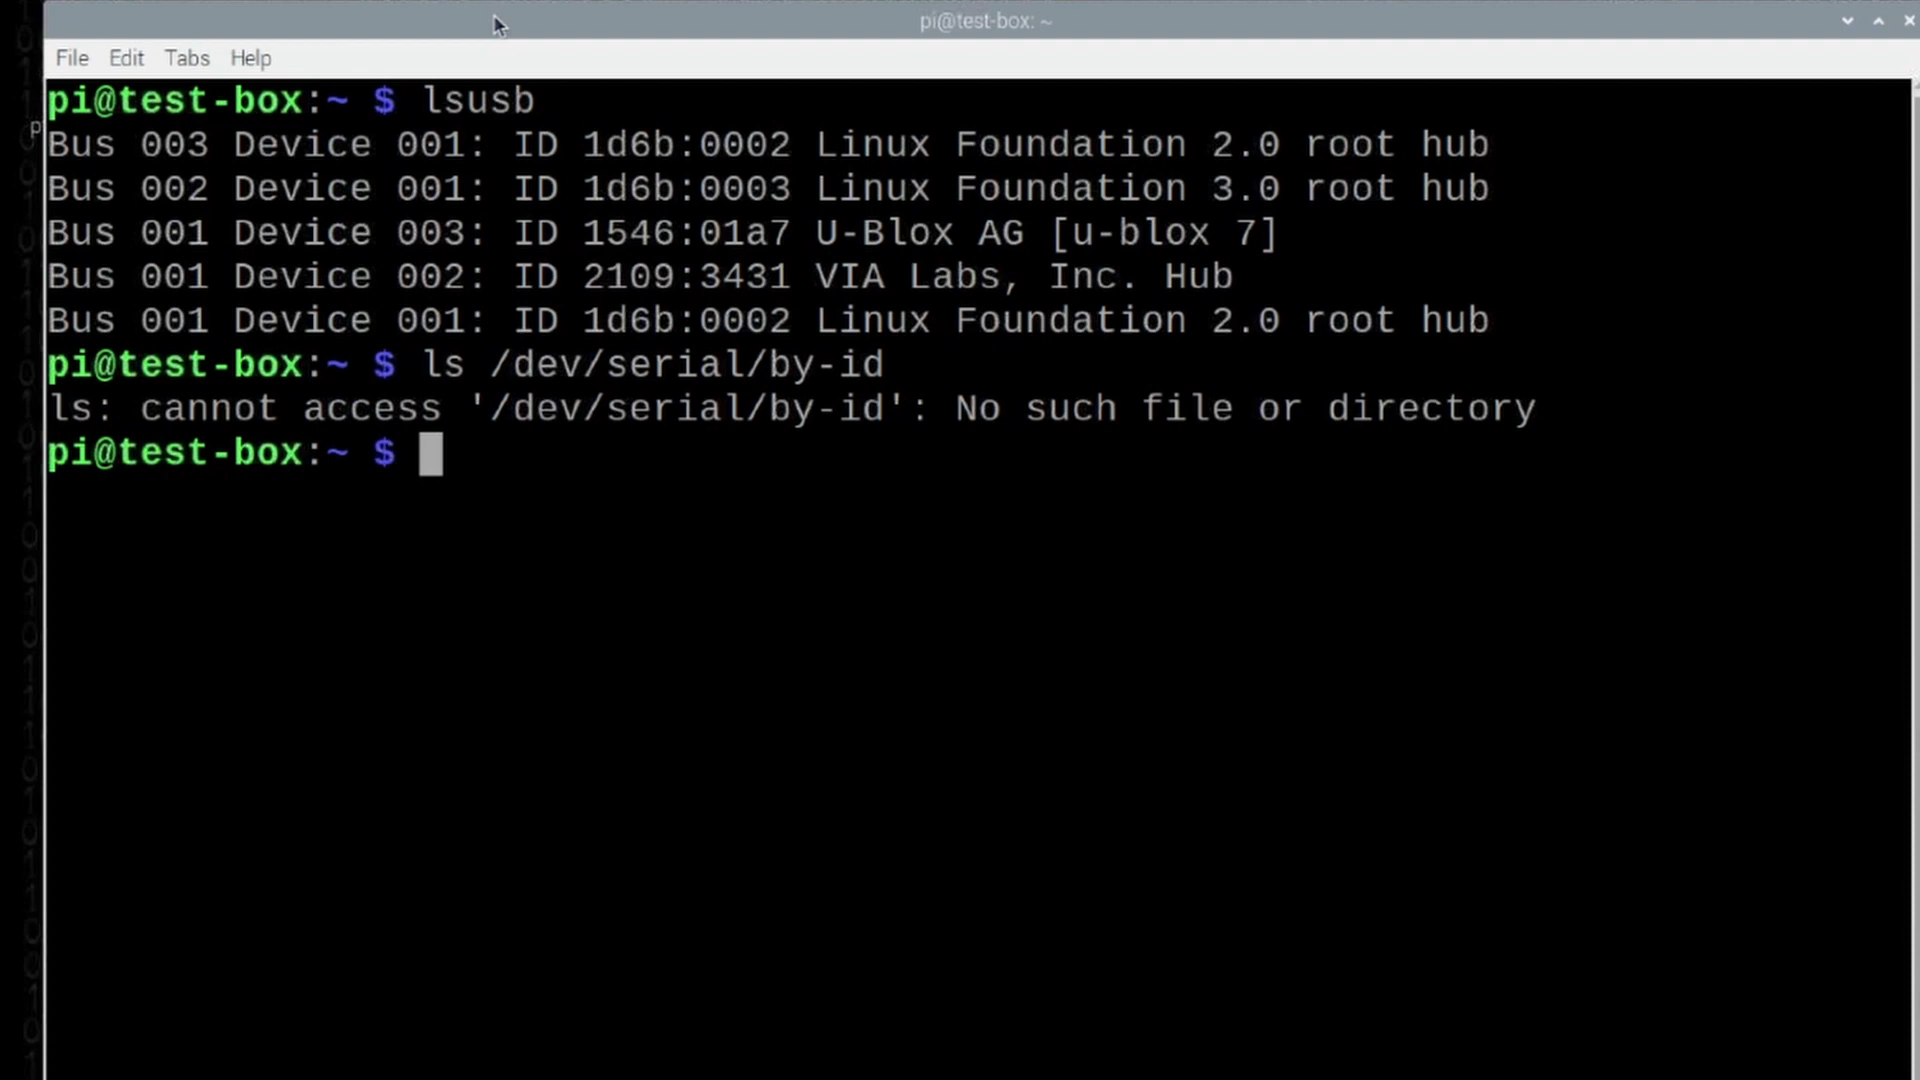 pi@test-box: ~
File Edit Tabs Help
pi@test-box:~ $ lsusb
Bus 003 Device 001: ID 1d6b:0002 Linux Foundation 2.0 root hub
Bus 002 Device 001: ID 1d6b:0003 Linux Foundation 3.0 root hub
Bus 001 Device 003: ID 1546:01a7 U-Blox AG [u-blox 7]
Bus 001 Device 002: ID 2109:3431 VIA Labs, Inc. Hub
Bus 001 Device 001: ID 1d6b:0002 Linux Foundation 2.0 root hub
pi@test-box:~ $ ls /dev/serial/by-id
ls: cannot access '/dev/serial/by-id': No such file or directory
pi@test-box:~ $